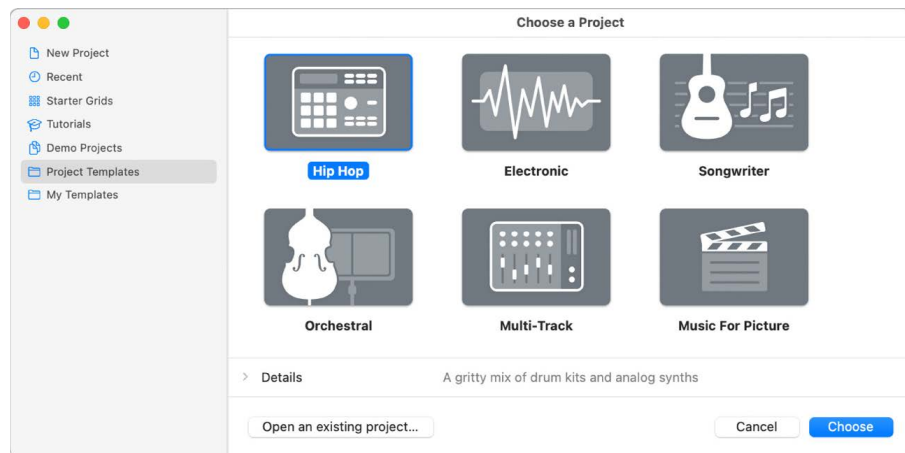 Choose a Project
New Project
Recent
Starter Grids
Tutorials
Demo Projects
Project Templates
My Templates
Hip Hop
Electronic
Songwriter
Orchestral
Multi-Track
Music For Picture
Details
A gritty mix of drum kits and analog synths
Open an existing project...
Cancel
Choose